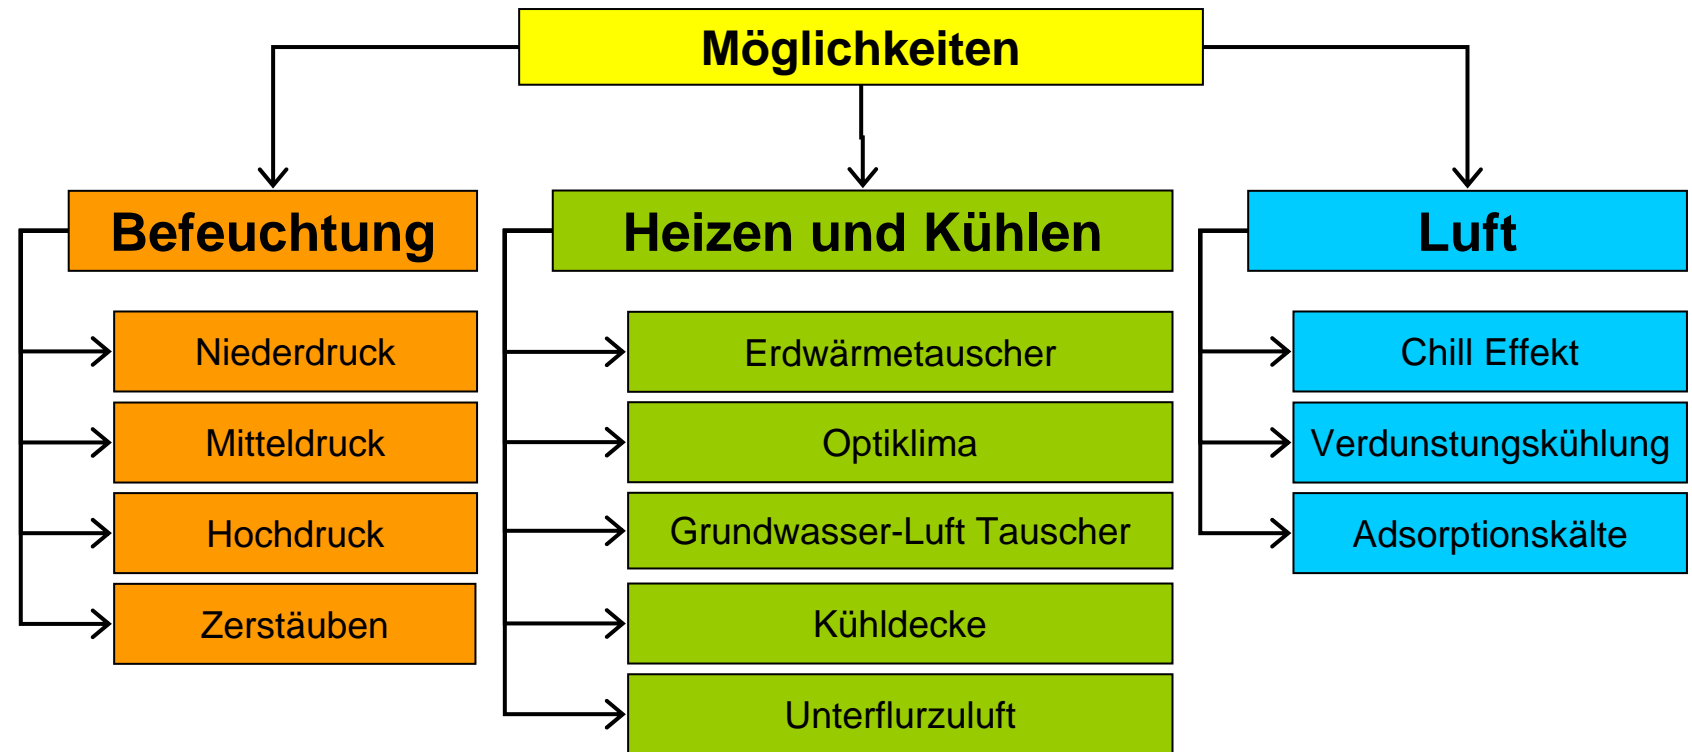 Möglichkeiten
Befeuchtung
Niederdruck
Mitteldruck
Hochdruck
Zerstäuben
Heizen und Kühlen
Erdwärmetauscher
Optiklima
Grundwasser-Luft Tauscher
Kühldecke
Unterflurzuluft
Luft
Chill Effekt
Verdunstungskühlung
Adsorptionskälte